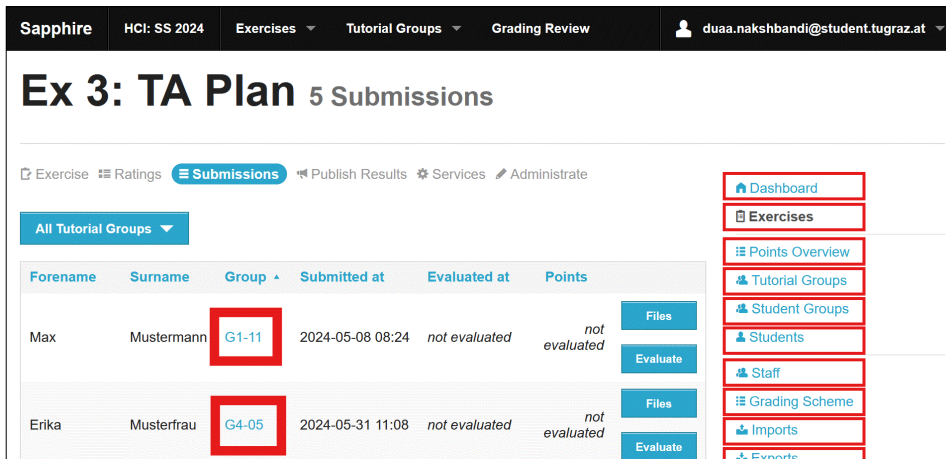 Sapphire HCI: SS 2024 Exercises Tutorial Groups Grading Review duaa.nakshbandi@student.tugraz.at
Ex 3: TA Plan 5 Submissions
Exercise Ratings Submissions Publish Results Services Administrate
All Tutorial Groups
Forename Surname Group Submitted at Evaluated at Points
Max Mustermann G1-11 2024-05-08 08:24 not evaluated not evaluated Files Evaluate
Erika Musterfrau G4-05 2024-05-31 11:08 not evaluated not evaluated Files Evaluate
Dashboard
Exercises
Points Overview
Tutorial Groups
Student Groups
Students
Staff
Grading Scheme
Imports
Exports